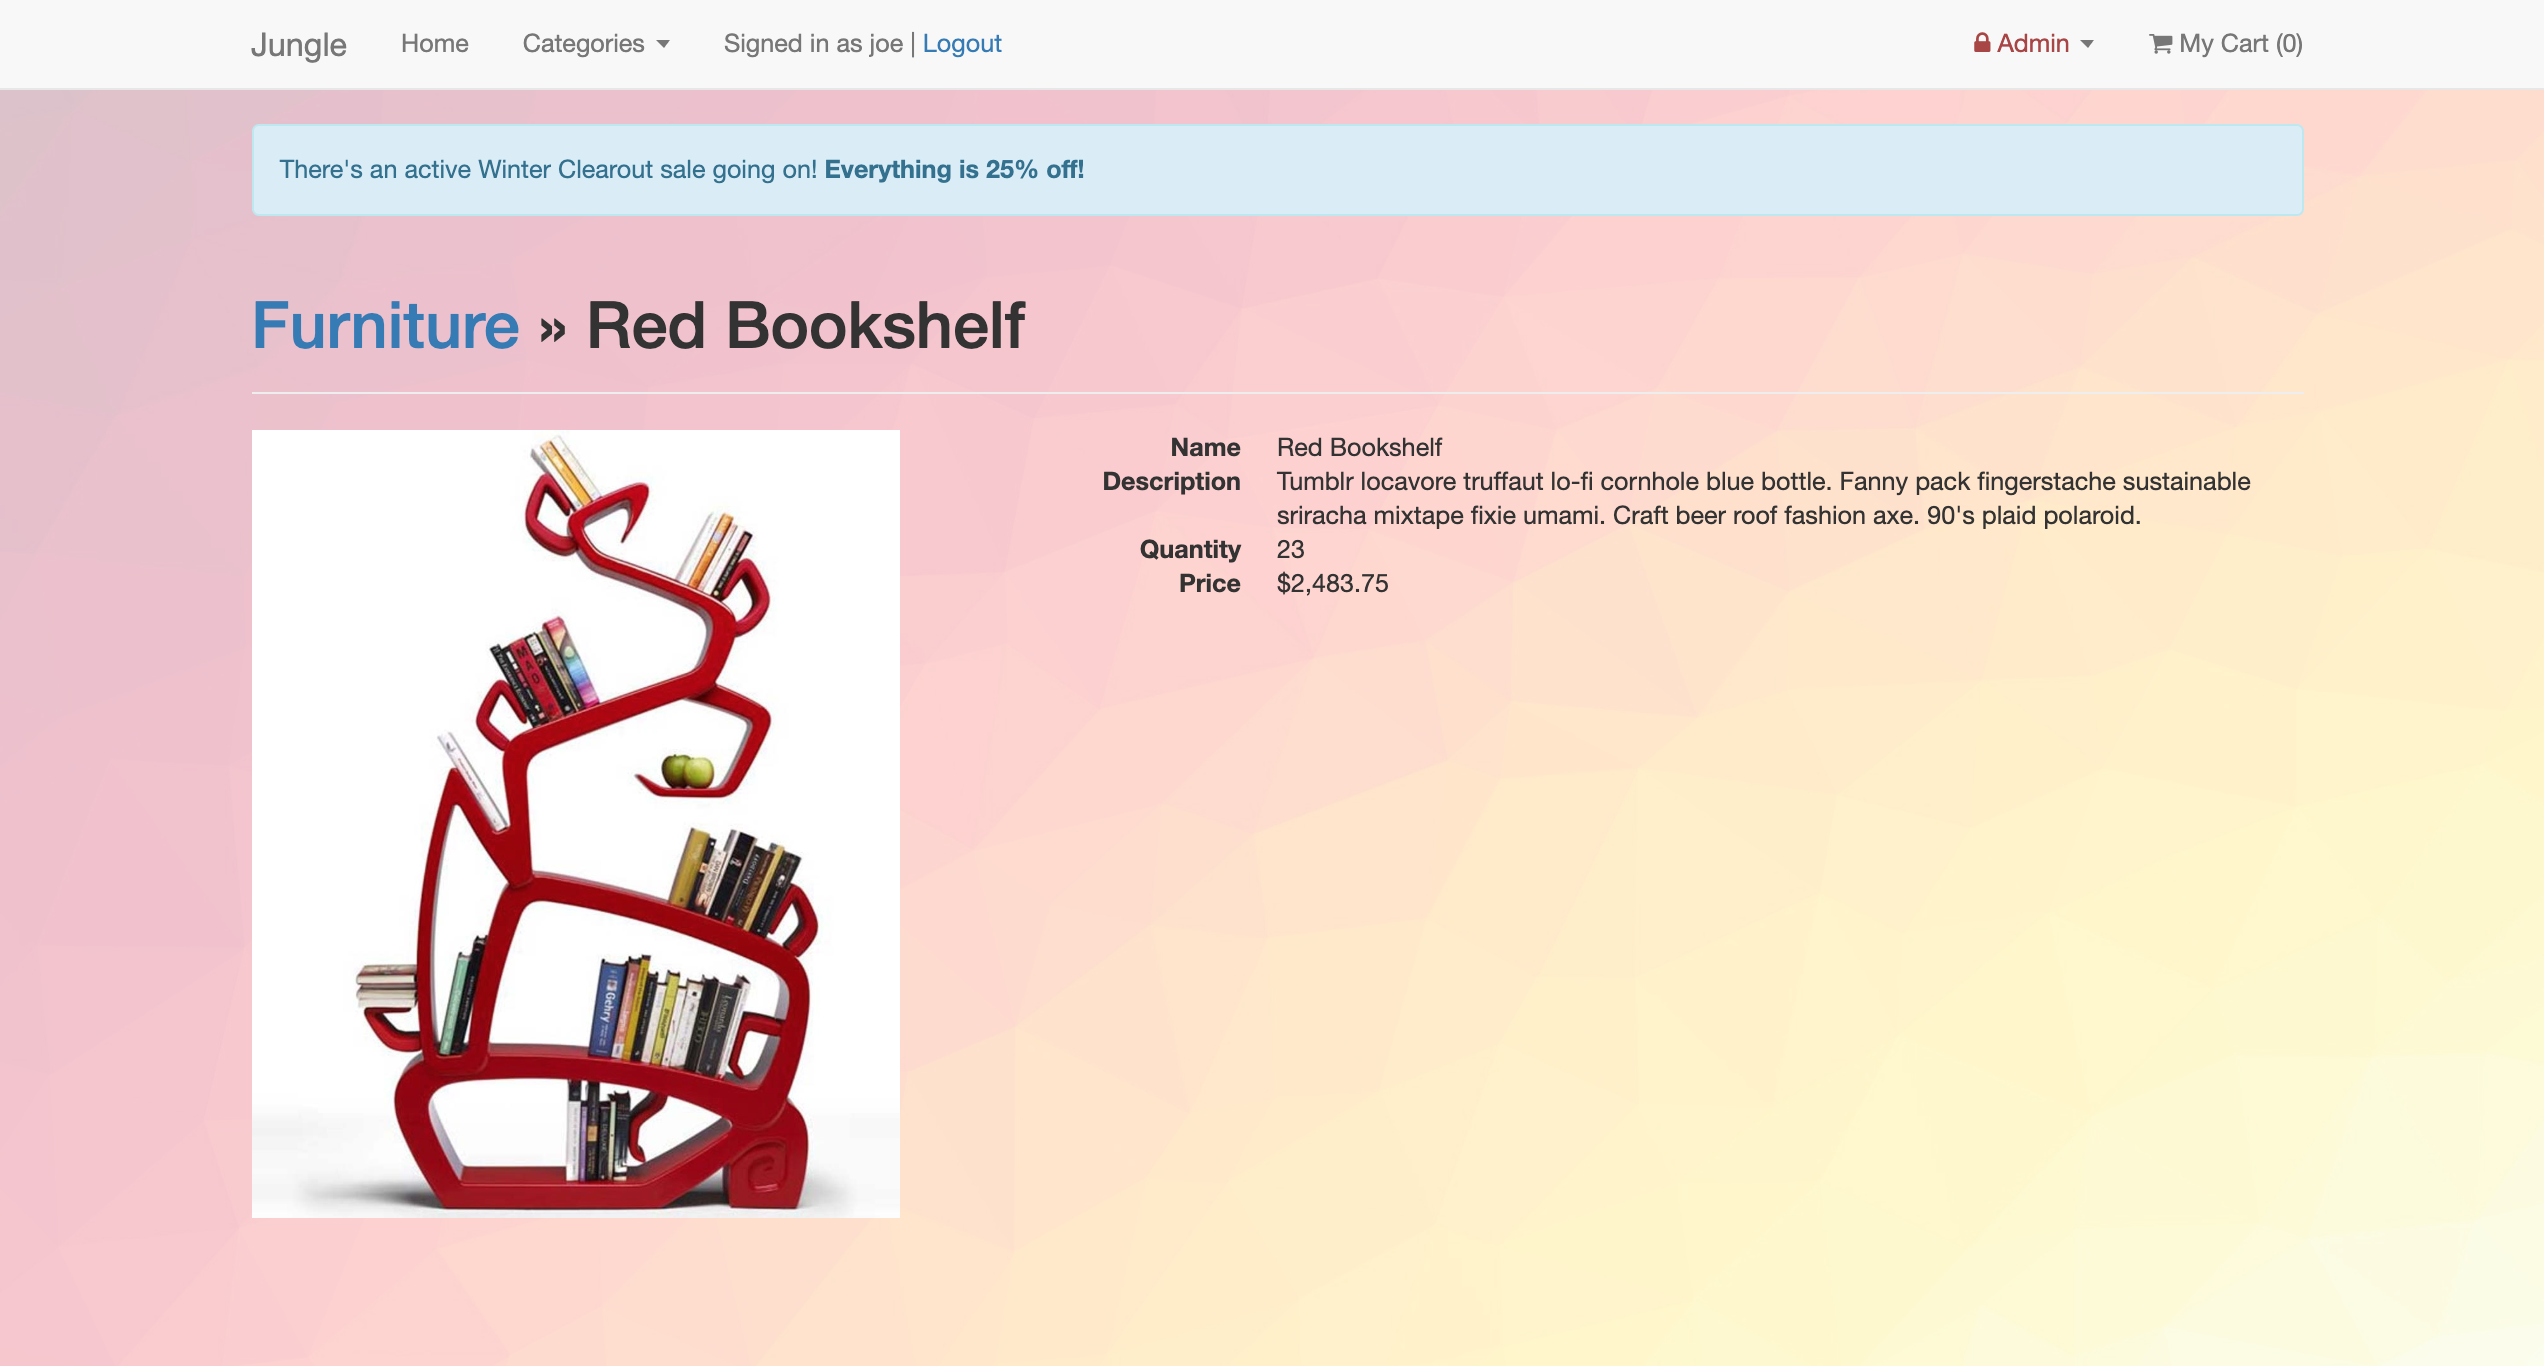 Jungle Home Categories Signed in as joe | Logout Admin My Cart (0)
There's an active Winter Clearout sale going on! Everything is 25% off!
Furniture » Red Bookshelf
Name Red Bookshelf
Description Tumblr locavore truffaut lo-fi cornhole blue bottle. Fanny pack fingerstache sustainable
sriracha mixtape fixie umami. Craft beer roof fashion axe. 90's plaid polaroid.
Quantity 23
Price $2,483.75
MAO
Gehry